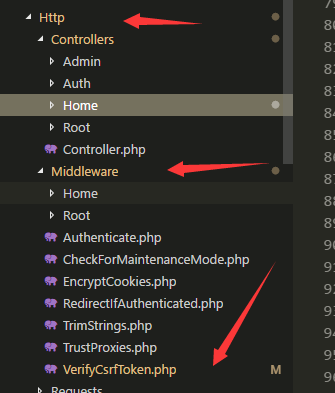 Http
Controllers
Admin
Auth
Home
Root
Controller.php
Middleware
Home
Root
Authenticate.php
CheckForMaintenanceMode.php
EncryptCookies.php
RedirectIfAuthenticated.php
TrimStrings.php
TrustProxies.php
VerifyCsrfToken.php M
Requests
80
81
82
83
84
85
86
87
88
89
90
91
92
93
94
95
96